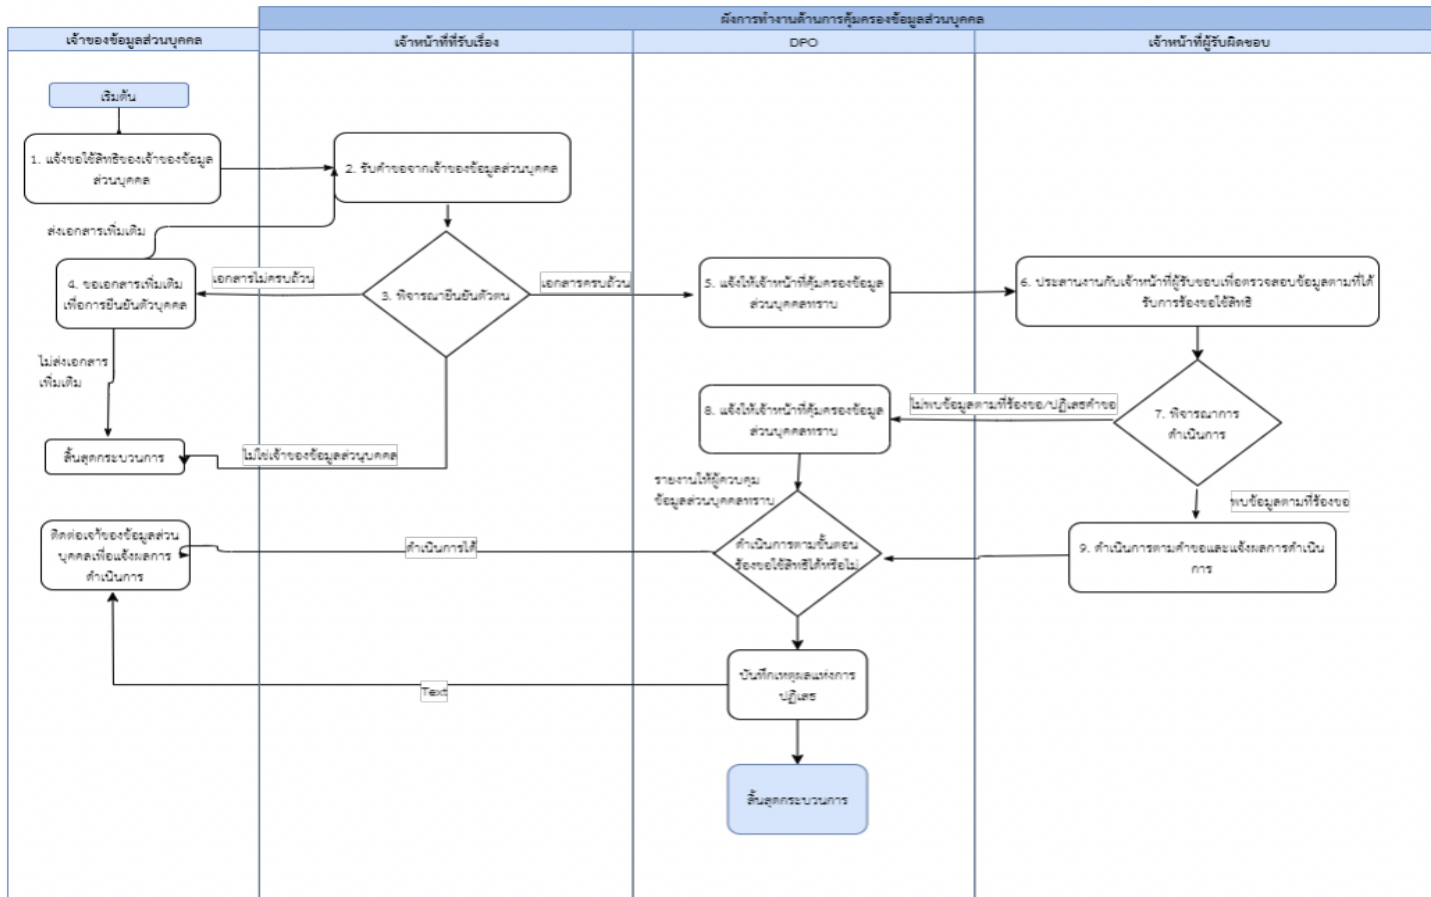 ผังการทำงานด้านการคุ้มครองข้อมูลส่วนบุคคล
เจ้าของข้อมูลส่วนบุคคล
เจ้าหน้าที่ที่รับเรื่อง
DPO
เจ้าหน้าที่ผู้รับผิดชอบ
เริ่มต้น
1. แจ้งขอใช้สิทธิของเจ้าของข้อมูล
ส่วนบุคคล
2. รับคำขอจากเจ้าของข้อมูลส่วนบุคคล
ส่งเอกสารเพิ่มเติม
4. ขอเอกสารเพิ่มเติม
เพื่อการยืนยันตัวบุคคล
เอกสารไม่ครบถ้วน
3. พิจารณายืนยันตัวตน
เอกสารครบถ้วน
5. แจ้งให้เจ้าหน้าที่คุ้มครองข้อมูล
ส่วนบุคคลทราบ
6. ประสานงานกับเจ้าหน้าที่ผู้รับชอบเพื่อตรวจสอบข้อมูลตามที่ได้
รับการร้องขอใช้สิทธิ
ไม่ส่งเอกสาร
เพิ่มเติม
8. แจ้งให้เจ้าหน้าที่คุ้มครองข้อมูล
ส่วนบุคคลทราบ
ไม่พบข้อมูลตามที่ร้องขอ/ปฏิเสธคำขอ
7. พิจารณาการ
ดำเนินการ
สิ้นสุดกระบวนการ
ไม่ใช่เจ้าของข้อมูลส่วนุบคคล
รายงานให้ผู้ควบคุม
ข้อมูลส่วนบุคคลทราบ
พบข้อมูลตามที่ร้องขอ
ติดต่อเจ้าของข้อมูลส่วน
บุคคลเพื่อแจ้งผลการ
ดำเนินการ
ดำเนินการได้
ดำเนินการตามขั้นตอน
ร้องขอใช้สิทธิได้หรือไม่
9. ดำเนินการตามคำขอและแจ้งผลการดำเนิน
การ
Text
บันทึกเหตุผลแห่งการ
ปฏิเสธ
สิ้นสุดกระบวนการ